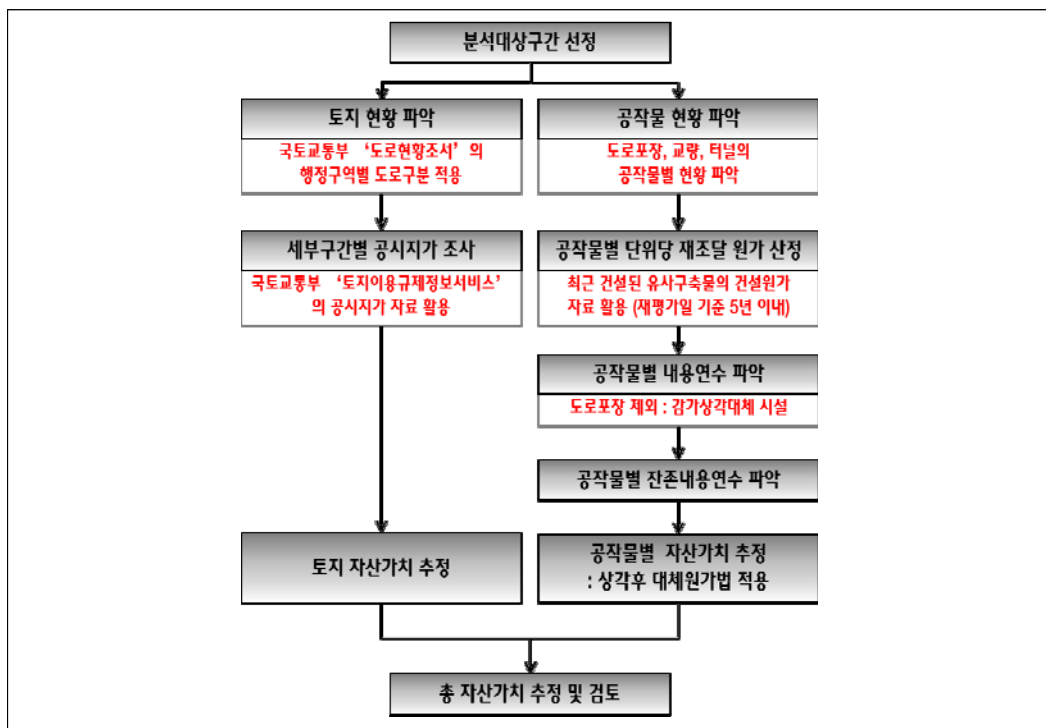 분석대상구간 선정
토지 현황 파악
국토교통부 ‘도로현황조서’의
행정구역별 도로구분 적용
세부구간별 공시지가 조사
국토교통부 ‘토지이용규제정보서비스’
의 공시지가 자료 활용
토지 자산가치 추정
공작물 현황 파악
도로포장, 교량, 터널의
공작물별 현황 파악
공작물별 단위당 재조달 원가 산정
최근 건설된 유사구축물의 건설원가
자료 활용 (재평가일 기준 5년 이내)
공작물별 내용연수 파악
도로포장 제외 : 감가상각대체 시설
공작물별 잔존내용연수 파악
공작물별 자산가치 추정
: 상각후 대체원가법 적용
총 자산가치 추정 및 검토